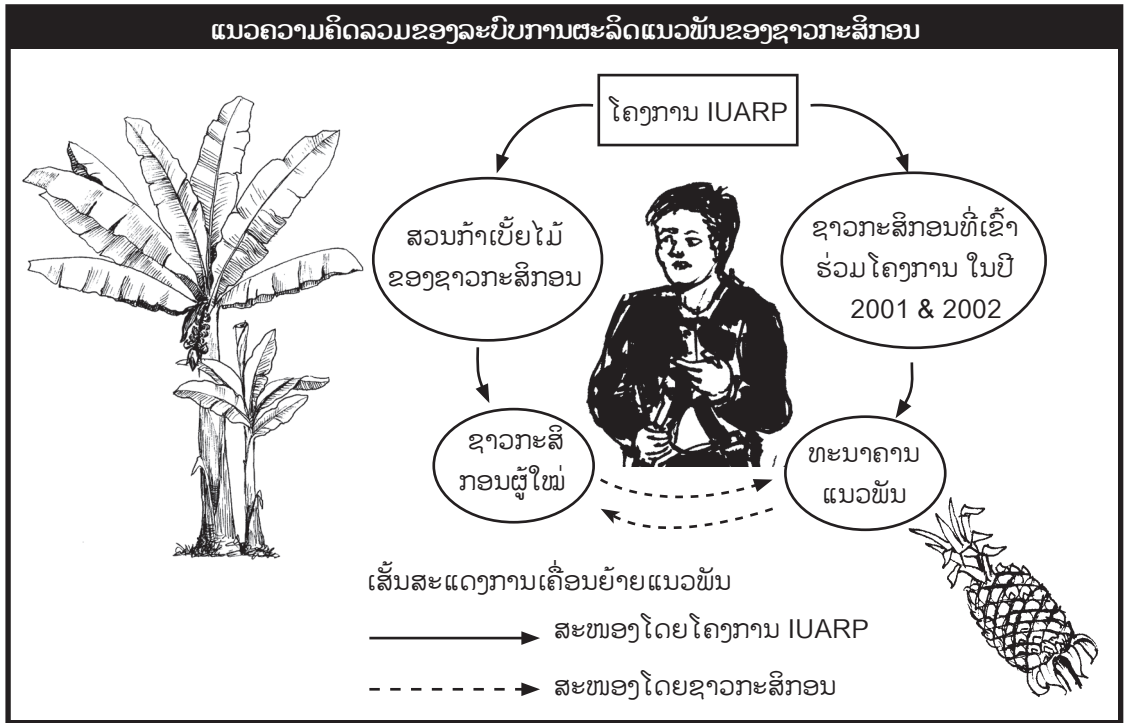 ແນວຄວາມຄິດລວມຂອງລະບົບການຜະລິດແນວພັນຂອງຊາວກະສິກອນ
ໂຄງການ IUARP
ສວນກ້າເບັ້ຍໄມ້
ຂອງຊາວກະສິກອນ
ຊາວກະສິກອນທີ່ເຂົ້າ
ຮ່ວມໂຄງການ ໃນປີ
2001 & 2002
ຊາວກະສິ
ກອນຜູ້ໃໝ່
ທະນາຄານ
ແນວພັນ
ເສັ້ນສະແດງການເຄື່ອນຍ້າຍແນວພັນ
ສະໜອງໂດຍໂຄງການ IUARP
ສະໜອງໂດຍຊາວກະສິກອນ